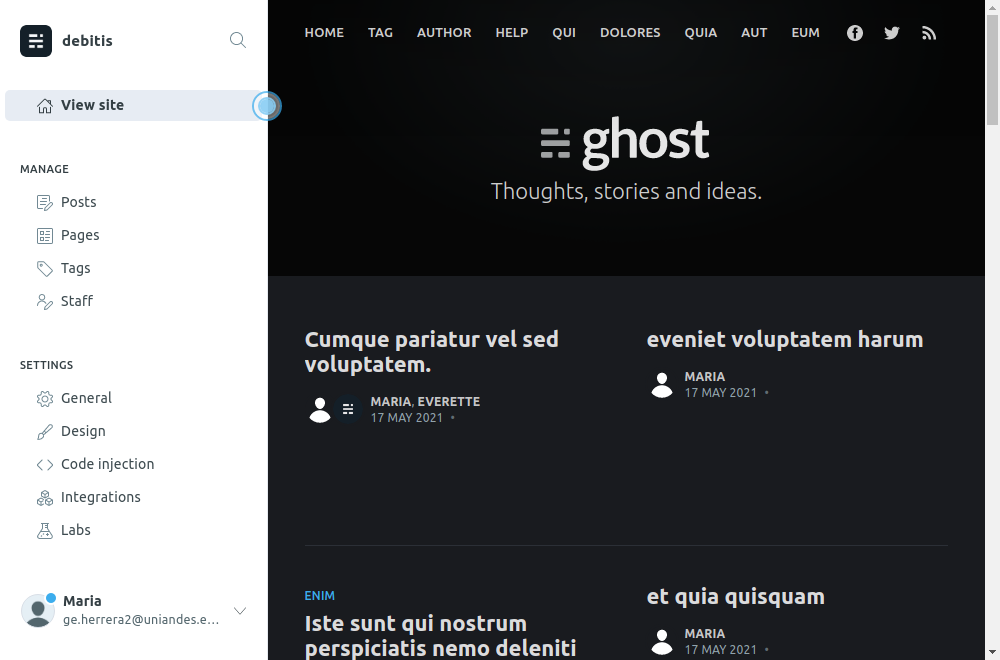 debitis
View site
MANAGE
Posts
Pages
Tags
Staff
SETTINGS
General
Design
Code injection
Integrations
Labs
Maria
ge.herrera2@uniandes.e...
HOME TAG AUTHOR HELP QUI DOLORES QUIA AUT EUM
ghost
Thoughts, stories and ideas.
Cumque pariatur vel sed
voluptatem.
MARIA, EVERETTE
17 MAY 2021 •
eveniet voluptatem harum
MARIA
17 MAY 2021 •
ENIM
Iste sunt qui nostrum
perspiciatis nemo deleniti
et quia quisquam
MARIA
17 MAY 2021 •